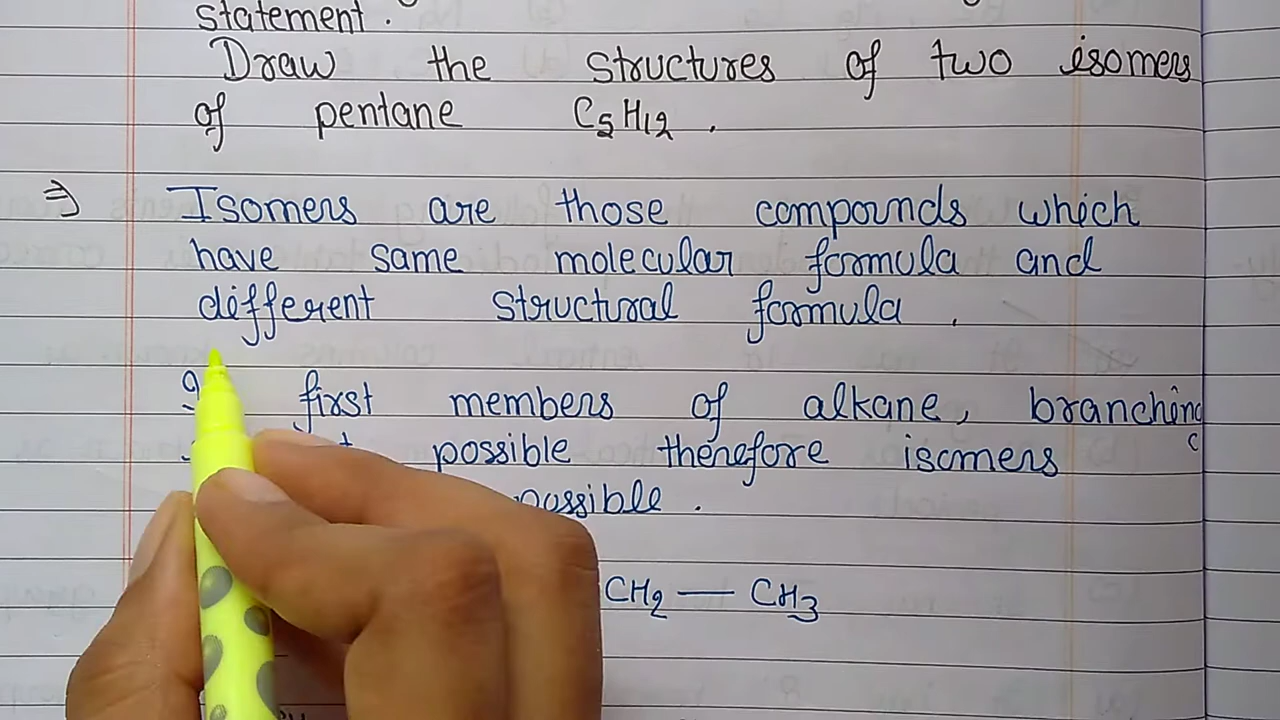 statement.
Draw the structures of two isomers
of pentane C5H12.
⇒ Isomers are those compounds which
have same molecular formula and
different structural formula.
first members of alkane, branching
possible therefore isomers
possible.
CH2 — CH3